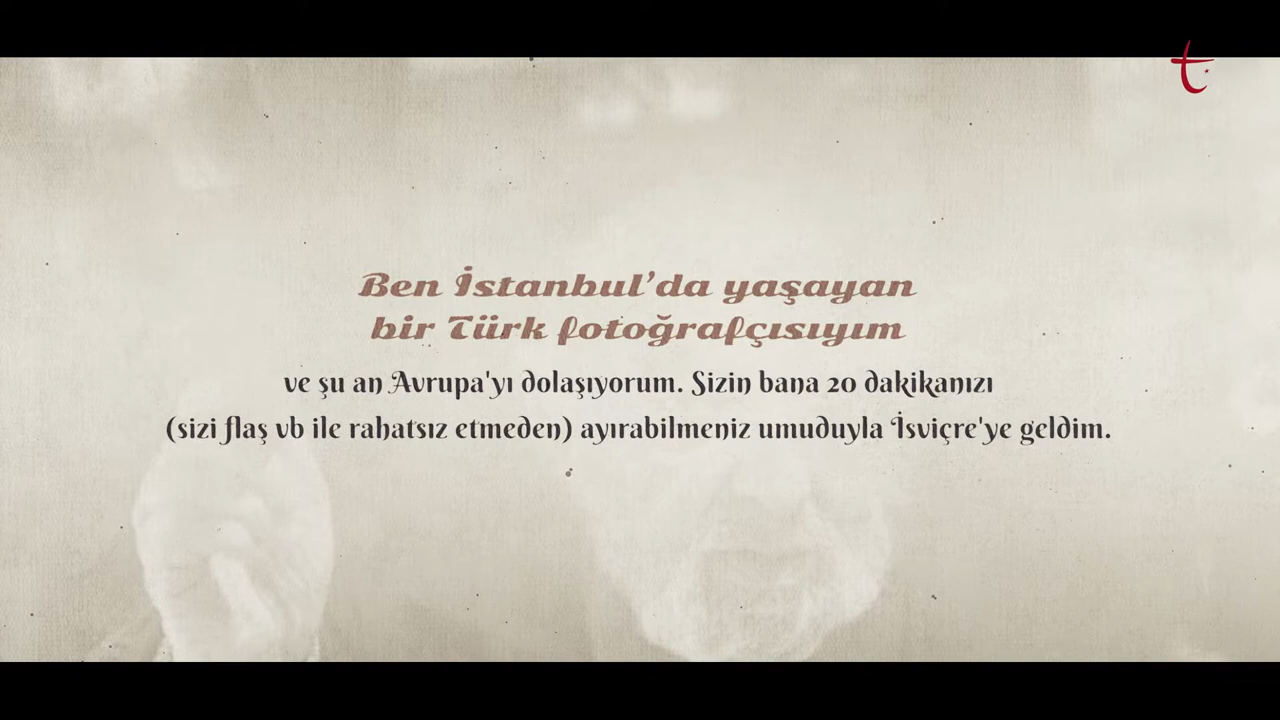 Ben İstanbul’da yaşayan
bir Türk fotoğrafçısıyım
ve şu an Avrupa'yı dolaşıyorum. Sizin bana 20 dakikanızı
(sizi flaş vb ile rahatsız etmeden) ayırabilmeniz umuduyla İsviçre'ye geldim.